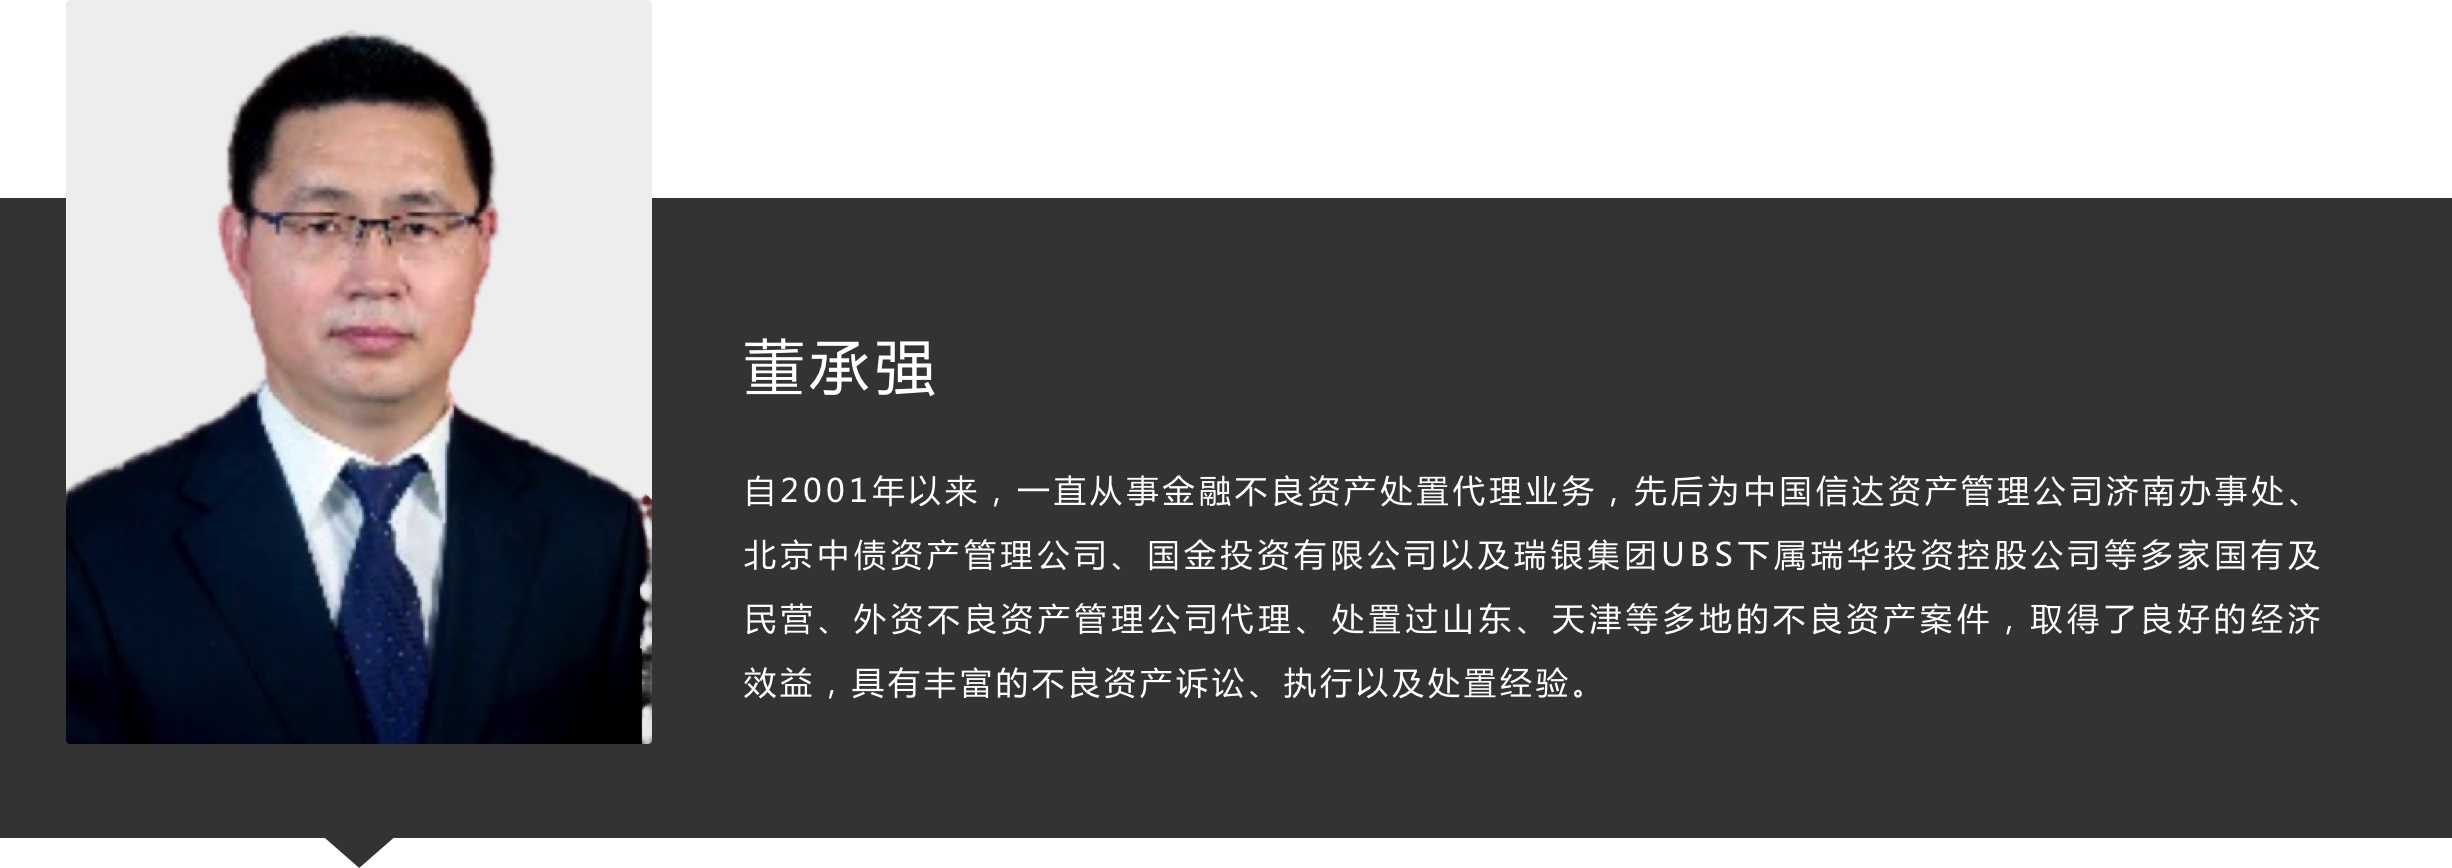 董承强
自2001年以来，一直从事金融不良资产处置代理业务，先后为中国信达资产管理公司济南办事处、
北京中债资产管理公司、国金投资有限公司以及瑞银集团UBS下属瑞华投资控股公司等多家国有及
民营、外资不良资产管理公司代理、处置过山东、天津等多地的不良资产案件，取得了良好的经济
效益，具有丰富的不良资产诉讼、执行以及处置经验。